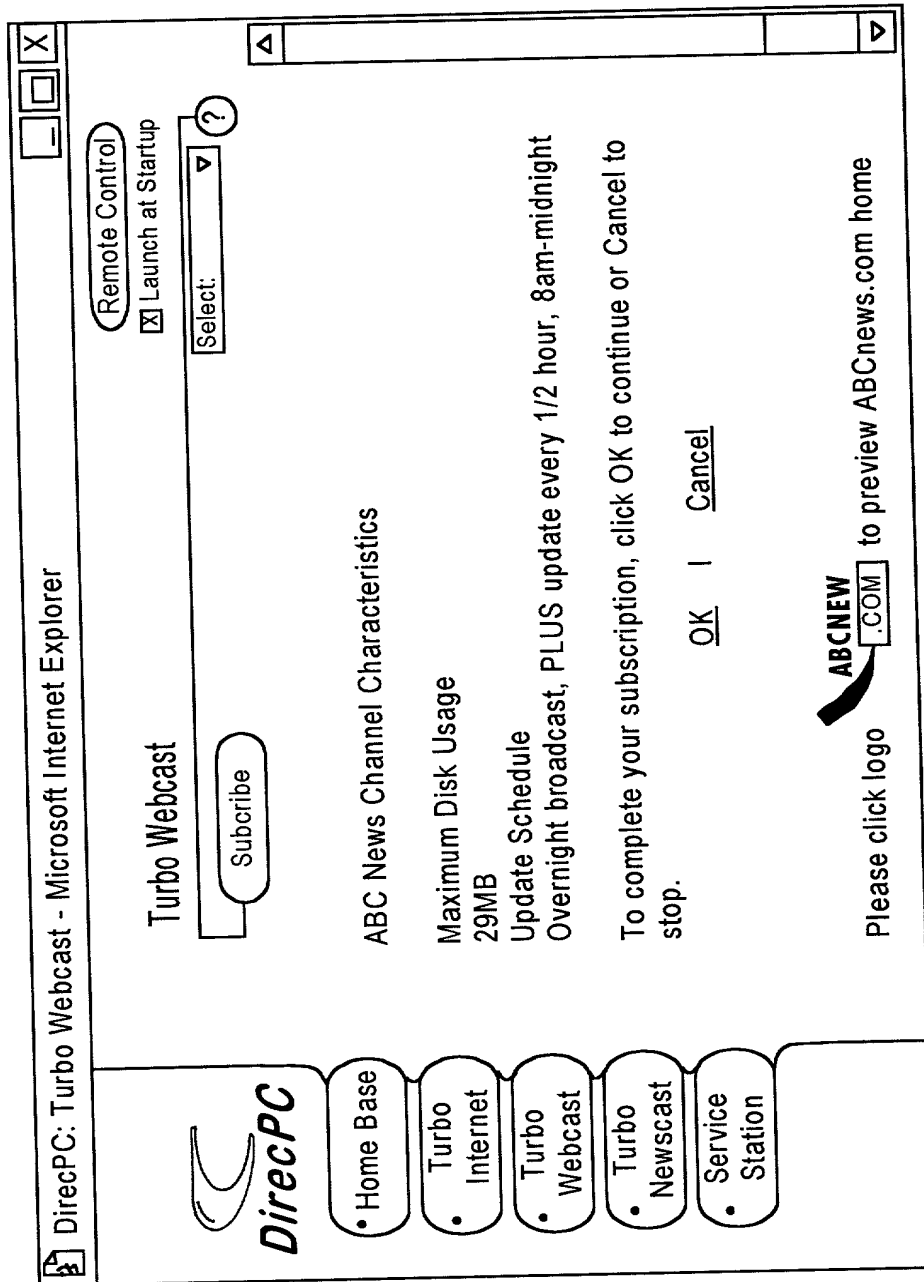 DirecPC: Turbo Webcast - Microsoft Internet Explorer
_ X
Turbo Webcast
Remote Control
X Launch at Startup
Subcribe
Select:
?
DirecPC
• Home Base
• Turbo
Internet
• Turbo
Webcast
• Turbo
Newscast
• Service
Station
ABC News Channel Characteristics
Maximum Disk Usage
29MB
Update Schedule
Overnight broadcast, PLUS update every 1/2 hour, 8am-midnight
To complete your subscription, click OK to continue or Cancel to
stop.
OK | Cancel
ABCNEW
Please click logo .COM to preview ABCnews.com home